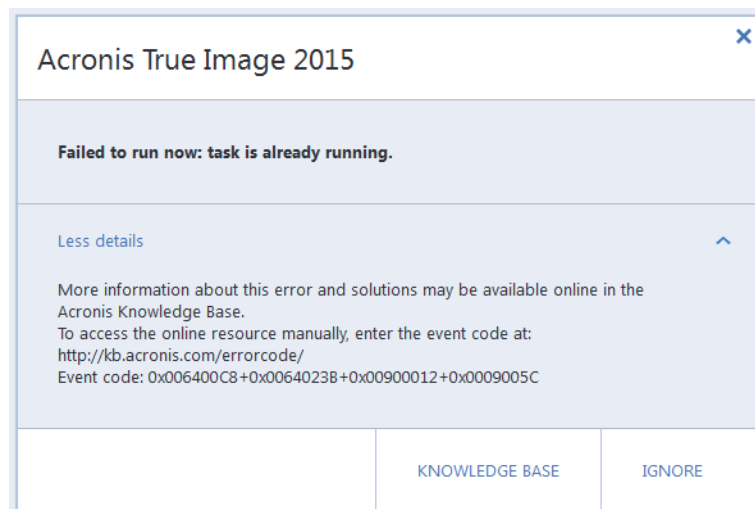 Acronis True Image 2015
Failed to run now: task is already running.
Less details
More information about this error and solutions may be available online in the
Acronis Knowledge Base.
To access the online resource manually, enter the event code at:
http://kb.acronis.com/errorcode/
Event code: 0x006400C8+0x0064023B+0x00900012+0x0009005C
KNOWLEDGE BASE
IGNORE